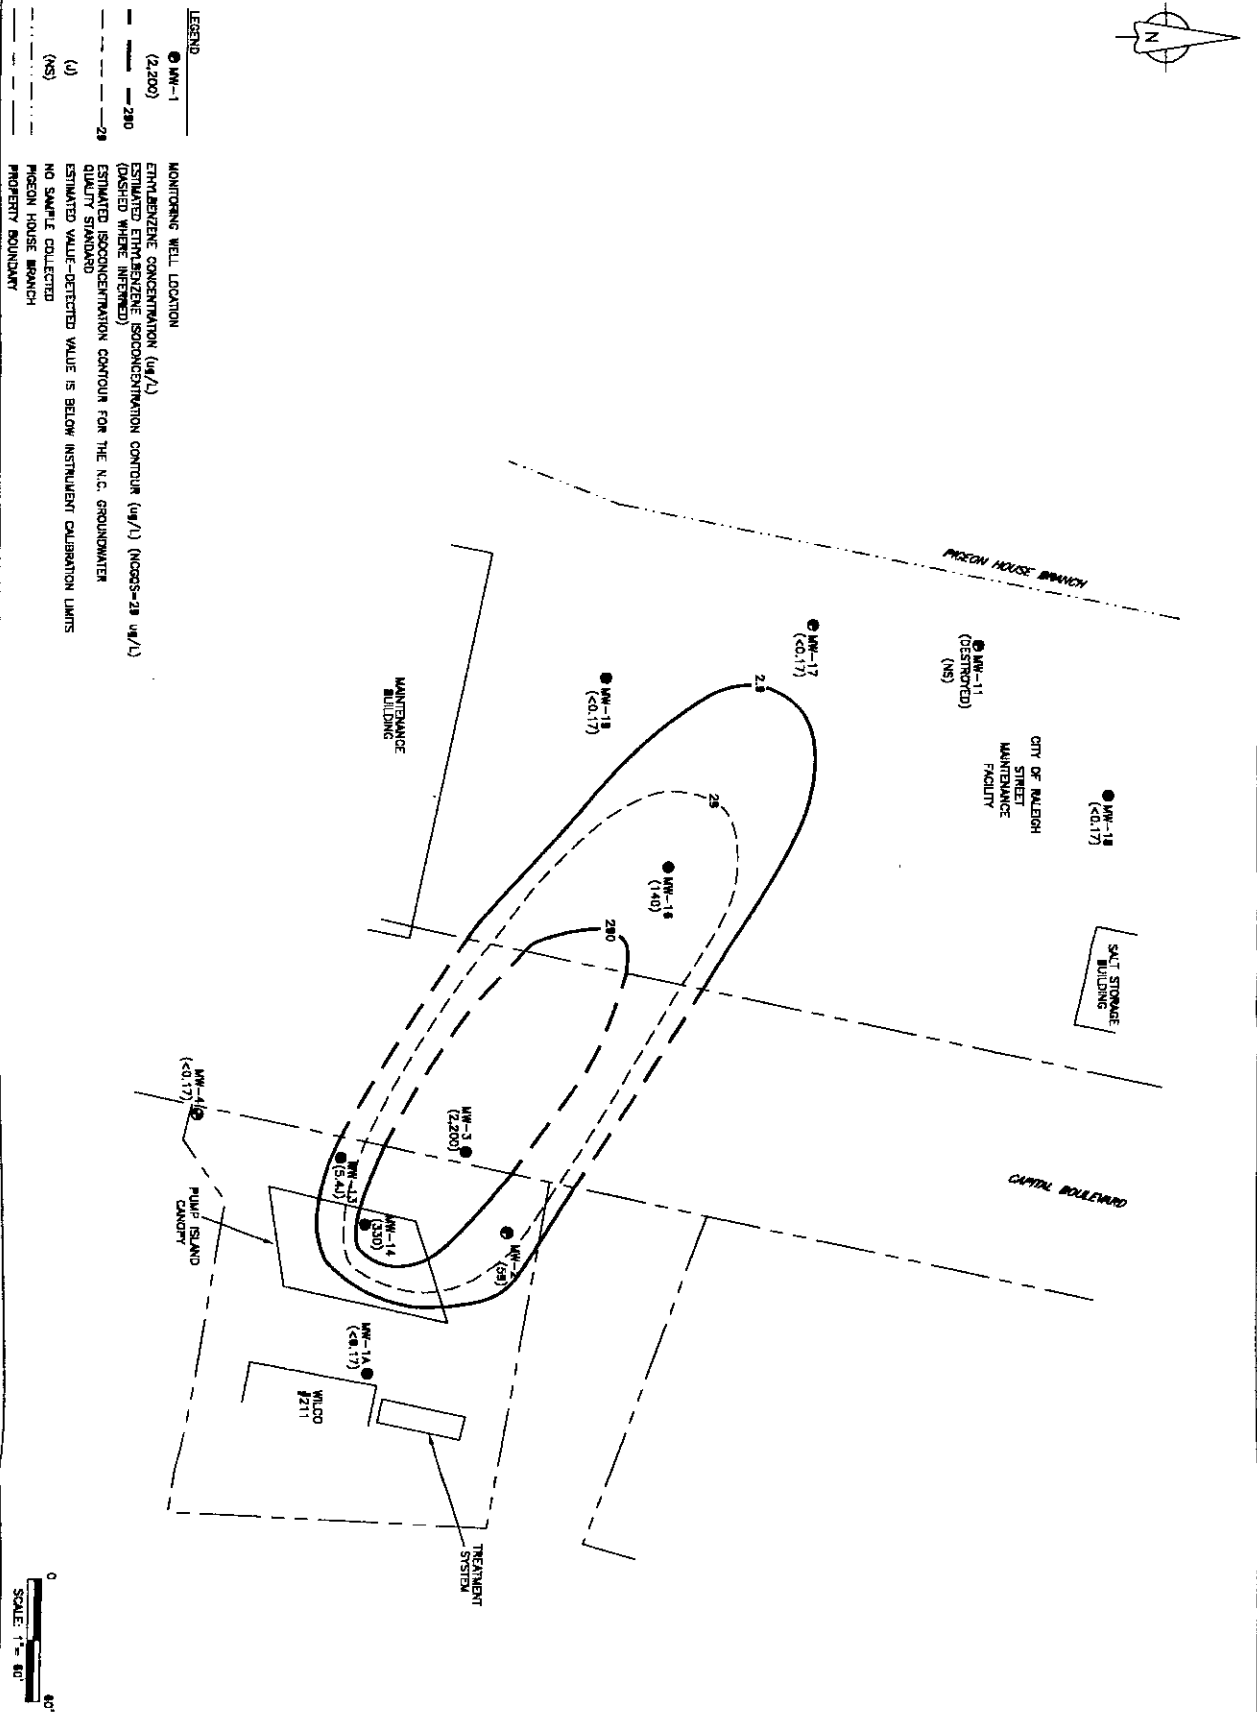 N
PIGEON HOUSE BRANCH
MW-11
(DESTROYED)
(NS)
MW-17
(<0.17)
(<0.17)
CITY OF RALEIGH
STREET
MAINTENANCE
FACILITY
(<0.17)
SALT STORAGE
BUILDING
MAINTENANCE
BUILDING
2.9
29
MW-16
(140)
290
CAPITAL BOULEVARD
MW-3
(2,200)
MW-4
(<0.17)
MW-13
(5.4J)
MW-14
(330)
MW-2
PUMP ISLAND
CANOPY
MW-1A
(<0.17)
WILCO
#211
TREATMENT
SYSTEM
LEGEND
MW-1 MONITORING WELL LOCATION
(2,200) ETHYLBENZENE CONCENTRATION (ug/L)
290 ESTIMATED ETHYLBENZENE ISOCONCENTRATION CONTOUR (ug/L) (NCGQS=29 ug/L)
(DASHED WHERE INFERRED)
29 ESTIMATED ISOCONCENTRATION CONTOUR FOR THE N.C. GROUNDWATER
QUALITY STANDARD
(J) ESTIMATED VALUE-DETECTED VALUE IS BELOW INSTRUMENT CALIBRATION LIMITS
(NS) NO SAMPLE COLLECTED
PIGEON HOUSE BRANCH
PROPERTY BOUNDARY
0 60'
SCALE: 1"= 60'